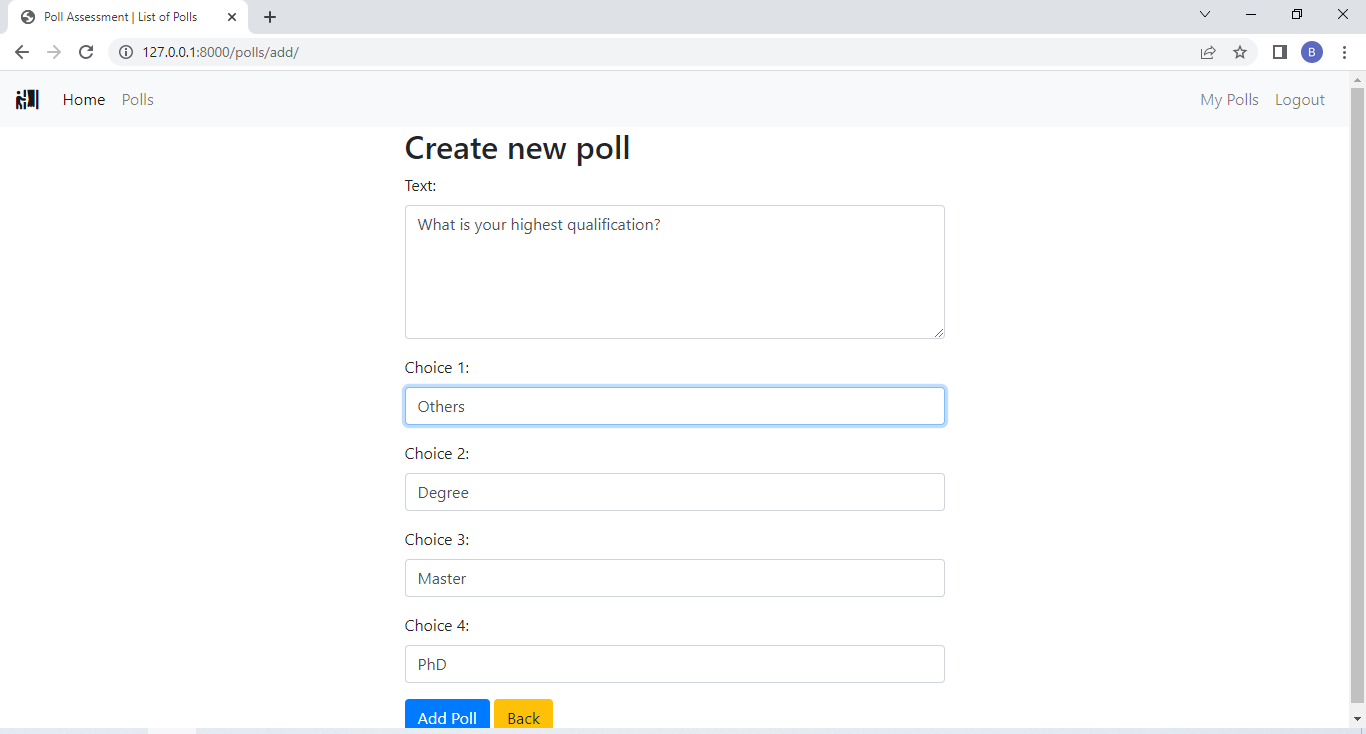 Poll Assessment | List of Polls
127.0.0.1:8000/polls/add/
B
Home Polls My Polls Logout
Create new poll
Text:
What is your highest qualification?
Choice 1:
Others
Choice 2:
Degree
Choice 3:
Master
Choice 4:
PhD
Add Poll Back